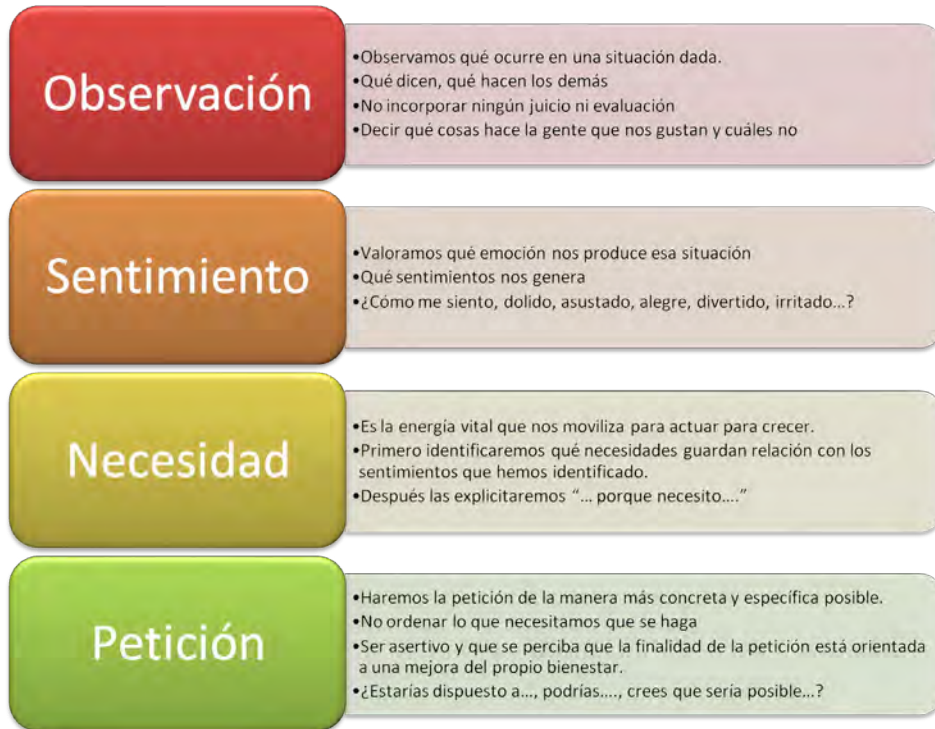 Observación
•Observamos qué ocurre en una situación dada.
•Qué dicen, qué hacen los demás
•No incorporar ningún juicio ni evaluación
•Decir qué cosas hace la gente que nos gustan y cuáles no
Sentimiento
•Valoramos qué emoción nos produce esa situación
•Qué sentimientos nos genera
•¿Cómo me siento, dolido, asustado, alegre, divertido, irritado...?
Necesidad
•Es la energía vital que nos moviliza para actuar para crecer.
•Primero identificaremos qué necesidades guardan relación con los
sentimientos que hemos identificado.
•Después las explicitaremos “... porque necesito....”
Petición
•Haremos la petición de la manera más concreta y específica posible.
•No ordenar lo que necesitamos que se haga
•Ser asertivo y que se perciba que la finalidad de la petición está orientada
a una mejora del propio bienestar.
•¿Estarías dispuesto a..., podrías...., crees que sería posible...?